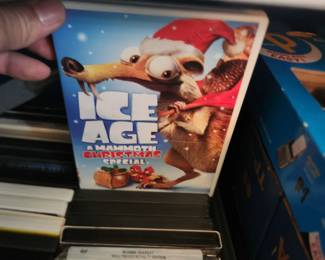 ICE
AGE
A MAMMOTH
CHRISTMAS
SPECIAL